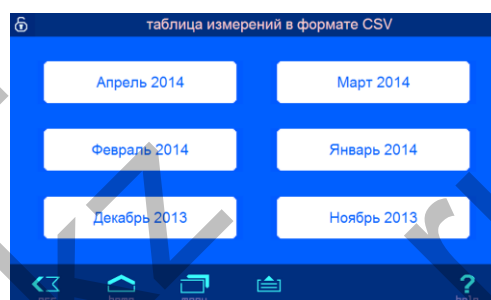 таблица измерений в формате CSV
Апрель 2014 Март 2014
Февраль 2014 Январь 2014
Декабрь 2013 Ноябрь 2013
?